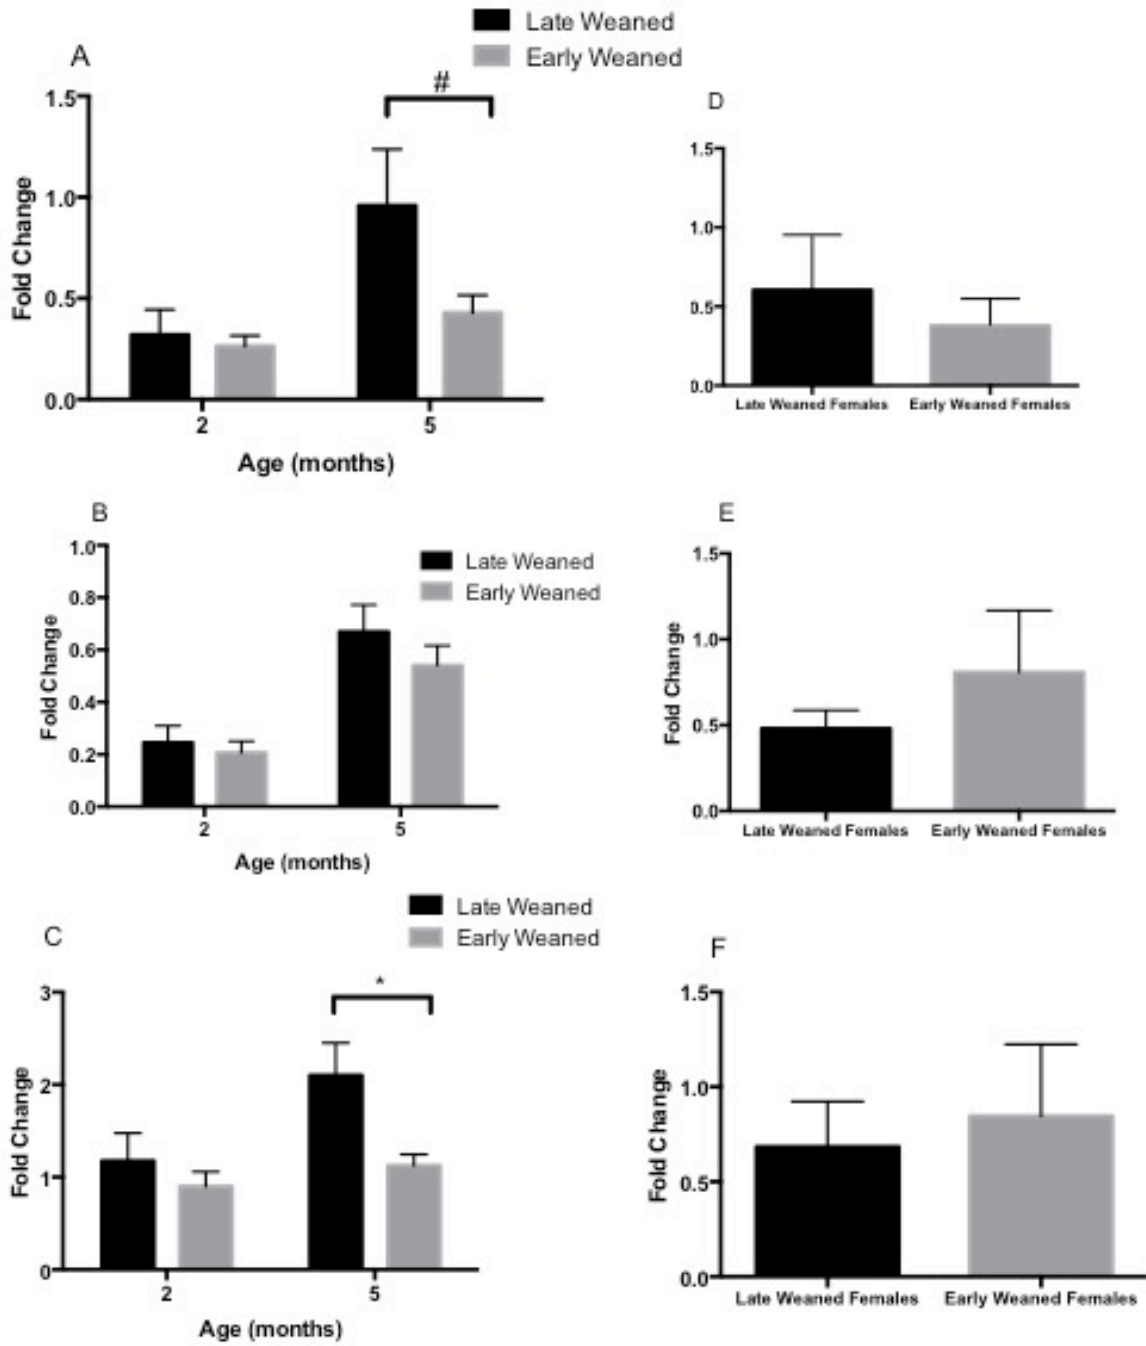 Late Weaned
Early Weaned
A
#
1.5
1.0
0.5
0.0
Fold Change
2
5
Age (months)
D
1.5
1.0
0.5
0.0
Late Weaned Females
Early Weaned Females
B
Late Weaned
Early Weaned
1.0
0.8
0.6
0.4
0.2
0.0
Fold Change
2
5
Age (months)
E
1.5
1.0
0.5
0.0
Fold Change
Late Weaned Females
Early Weaned Females
Late Weaned
Early Weaned
C
*
3
2
1
0
Fold Change
2
5
Age (months)
F
1.5
1.0
0.5
0.0
Fold Change
Late Weaned Females
Early Weaned Females